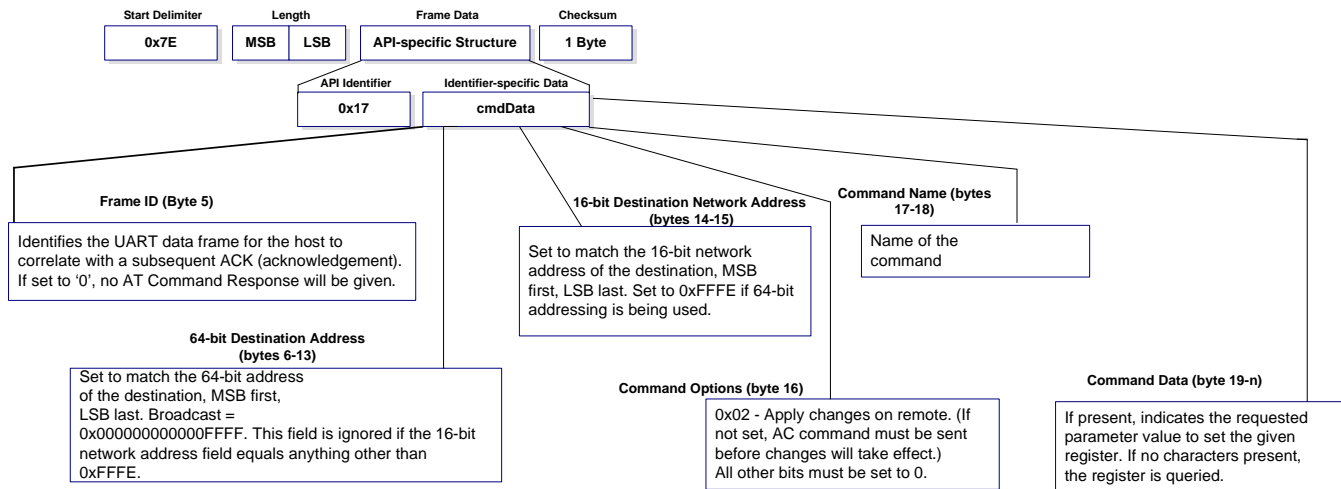 Start Delimiter
Length
Frame Data
Checksum
0x7E
MSB
LSB
API-specific Structure
1 Byte
API Identifier
Identifier-specific Data
0x17
cmdData
Frame ID (Byte 5)
Identifies the UART data frame for the host to
correlate with a subsequent ACK (acknowledgement).
If set to ‘0’, no AT Command Response will be given.
16-bit Destination Network Address
(bytes 14-15)
Set to match the 16-bit network
address of the destination, MSB
first, LSB last. Set to 0xFFFE if 64-bit
addressing is being used.
Command Name (bytes
17-18)
Name of the
command
64-bit Destination Address
(bytes 6-13)
Set to match the 64-bit address
of the destination, MSB first,
LSB last. Broadcast =
0x000000000000FFFF. This field is ignored if the 16-bit
network address field equals anything other than
0xFFFE.
Command Options (byte 16)
0x02 - Apply changes on remote. (If
not set, AC command must be sent
before changes will take effect.)
All other bits must be set to 0.
Command Data (byte 19-n)
If present, indicates the requested
parameter value to set the given
register. If no characters present,
the register is queried.